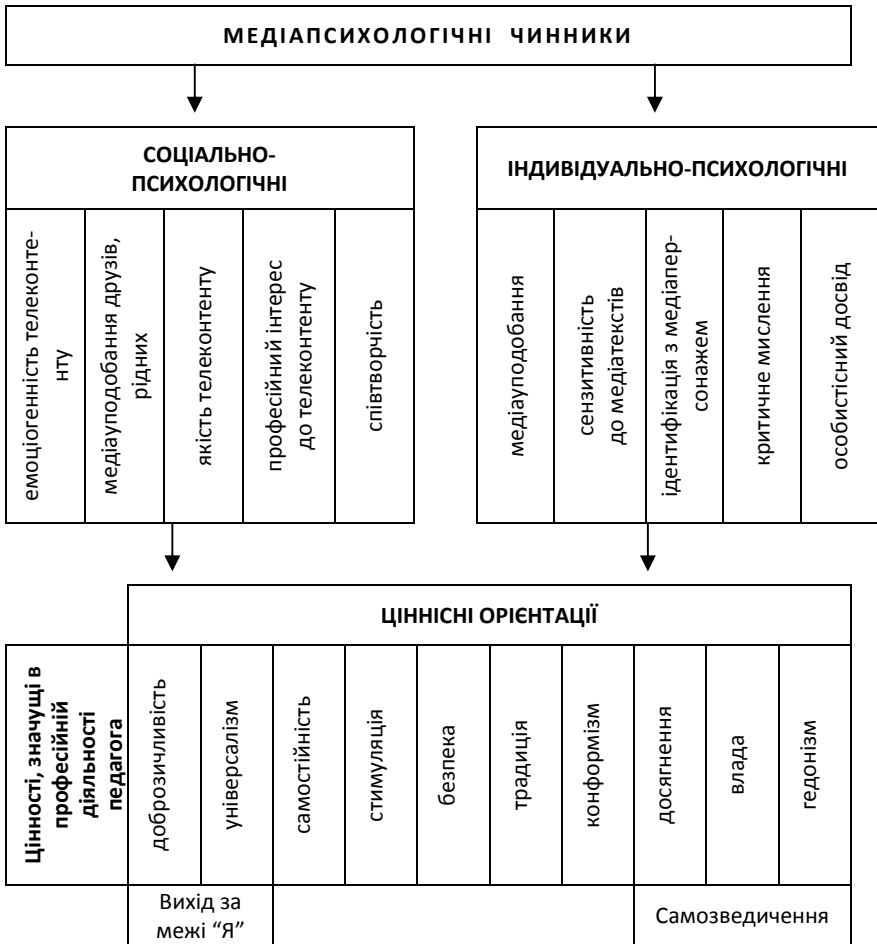 МЕДІАПСИХОЛОГІЧНІ ЧИННИКИ
СОЦІАЛЬНО-
ПСИХОЛОГІЧНІ
емоціогенність телеконте-
нту
медіауподобання друзів,
рідних
якість телеконтенту
професійний інтерес
до телеконтенту
співтворчість
ІНДИВІДУАЛЬНО-ПСИХОЛОГІЧНІ
медіауподобання
сензитивність
до медіатекстів
ідентифікація з медіапер-
сонажем
критичне мислення
особистісний досвід
ЦІННІСНІ ОРІЄНТАЦІЇ
Цінності, значущі в
професійній
діяльності
педагога
доброзичливість
універсалізм
самостійність
стимуляція
безпека
традиція
конформізм
досягнення
влада
гедонізм
Вихід за
межі “Я”
Самозведичення